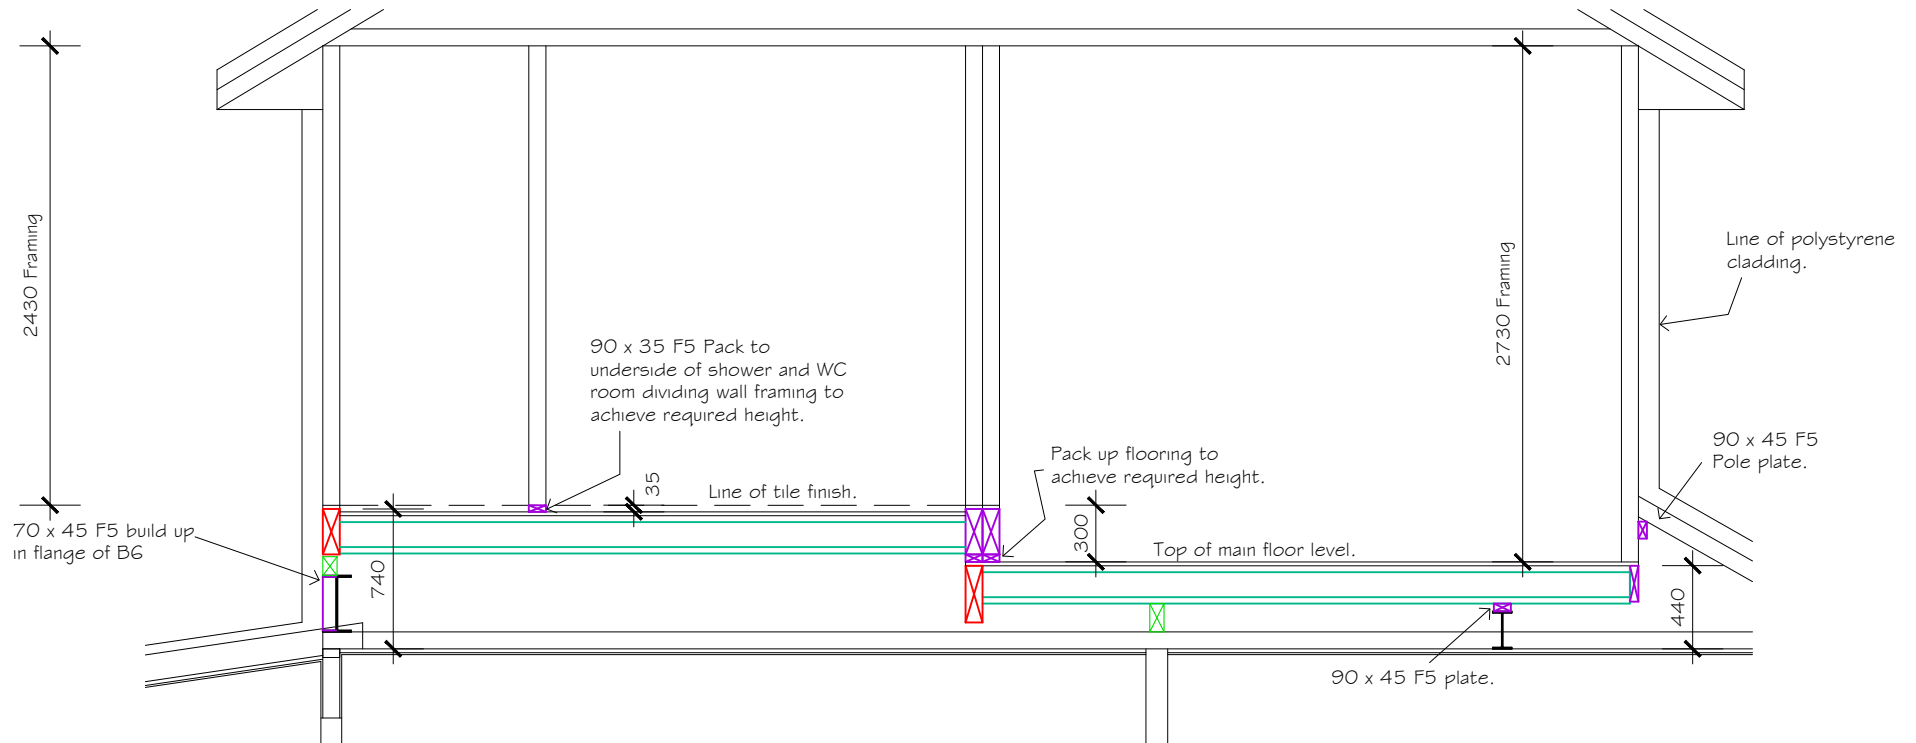 2430 Framing
2730 Framing
Line of polystyrene
cladding.
90 x 35 F5 Pack to
underside of shower and WC
room dividing wall framing to
achieve required height.
90 x 45 F5
Pole plate.
Pack up flooring to
achieve required height.
35
Line of tile finish.
70 x 45 F5 build up
in flange of B6
300
Top of main floor level.
740
440
90 x 45 F5 plate.